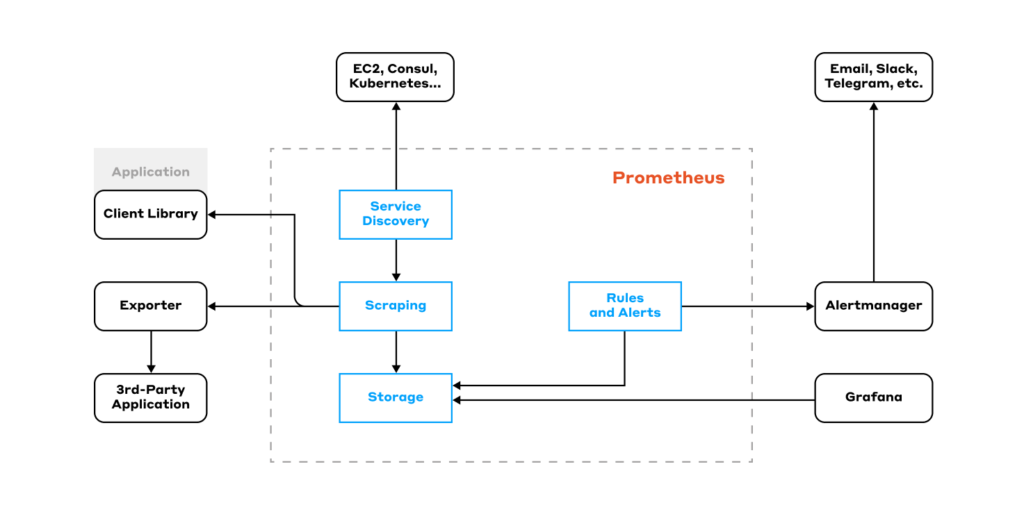 EC2, Consul,
Kubernetes...
Email, Slack,
Telegram, etc.
Application
Prometheus
Client Library
Service
Discovery
Exporter
Scraping
Rules
and Alerts
Alertmanager
3rd-Party
Application
Storage
Grafana